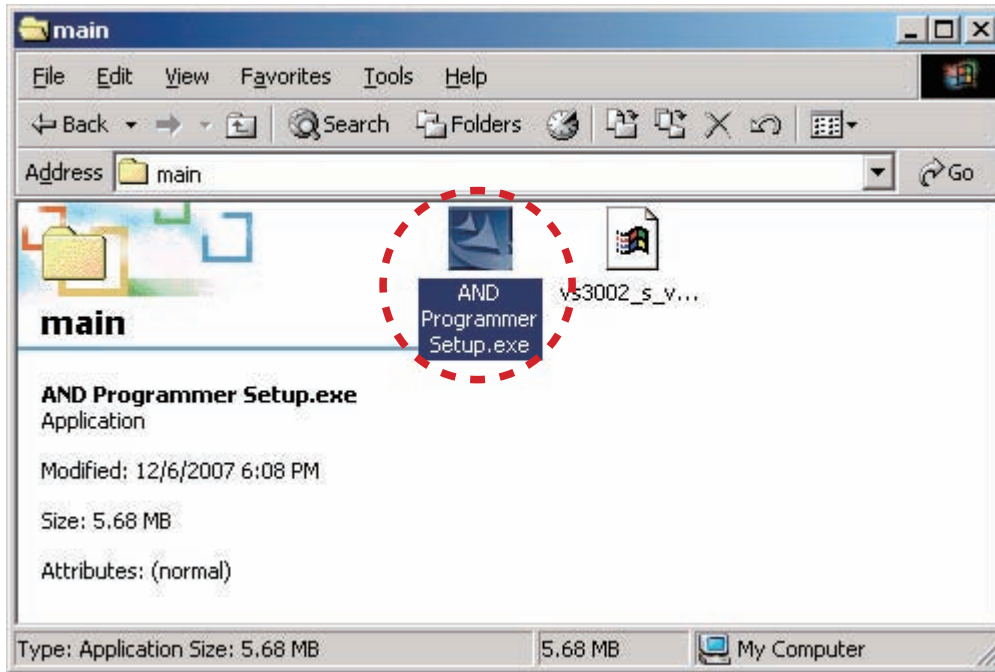 main
File Edit View Favorites Tools Help
Back Search Folders
Address main Go
AND
Programmer
Setup.exe
vs3002_s_v...
main
AND Programmer Setup.exe
Application
Modified: 12/6/2007 6:08 PM
Size: 5.68 MB
Attributes: (normal)
Type: Application Size: 5.68 MB 5.68 MB My Computer